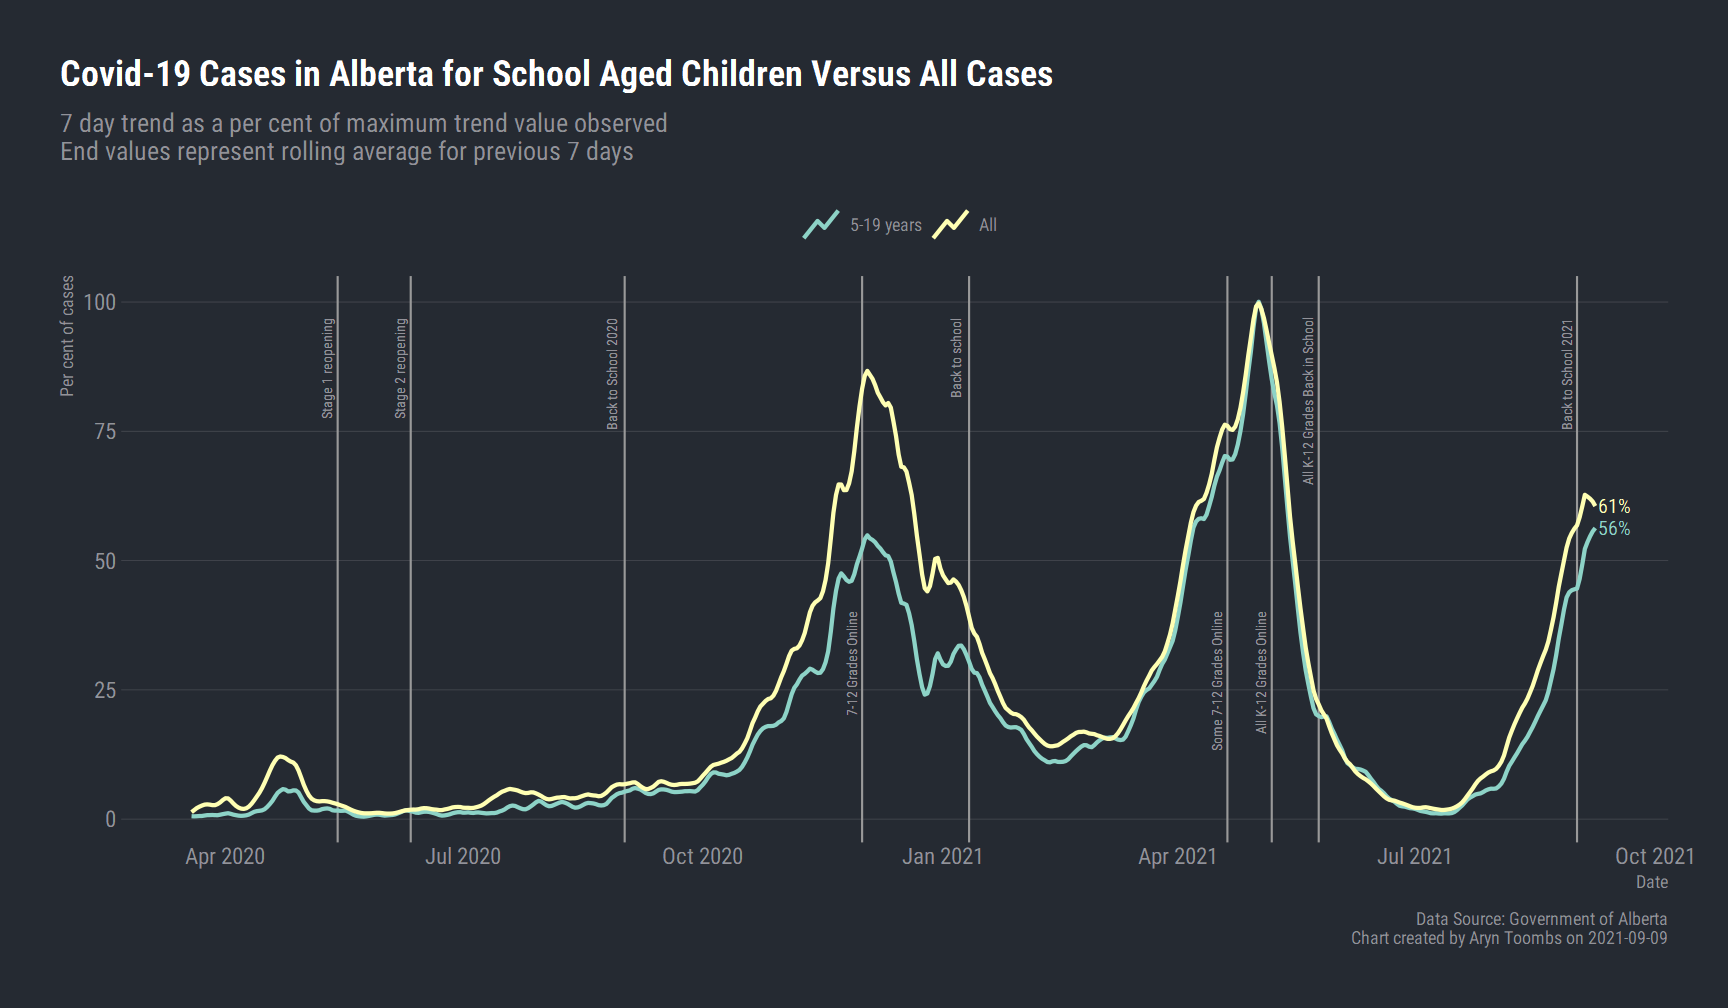 Covid-19 Cases in Alberta for School Aged Children Versus All Cases
7 day trend as a per cent of maximum trend value observed
End values represent rolling average for previous 7 days
5-19 years
All
Per cent of cases
100
75
50
25
0
Stage 1 reopening
Stage 2 reopening
Back to School 2020
7-12 Grades Online
Back to school
Some 7-12 Grades Online
All K-12 Grades Online
All K-12 Grades Back in School
Back to School 2021
61%
56%
Apr 2020
Jul 2020
Oct 2020
Jan 2021
Apr 2021
Jul 2021
Oct 2021
Date
Data Source: Government of Alberta
Chart created by Aryn Toombs on 2021-09-09